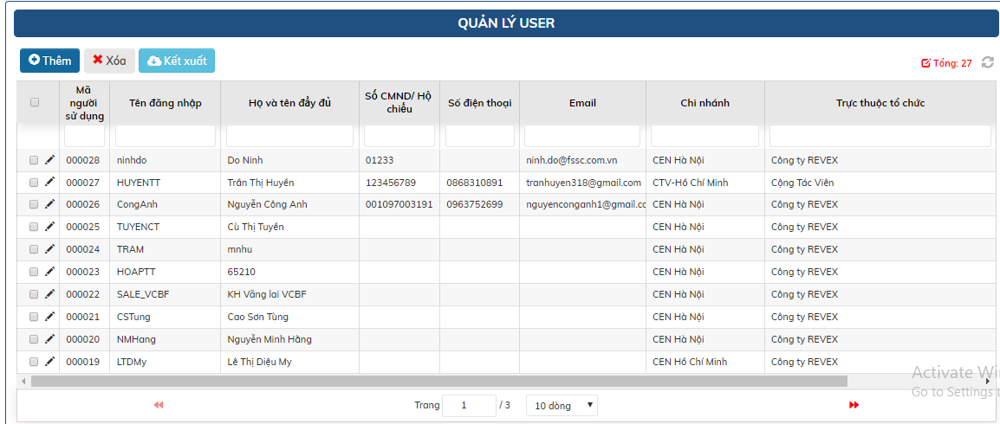 QUẢN LÝ USER
Thêm Xóa Kết xuất Tổng: 27
Mã người sử dụng Tên đăng nhập Họ và tên đầy đủ Số CMND/ Hộ chiếu Số điện thoại Email Chi nhánh Trực thuộc tổ chức
000028 ninhdo Do Ninh 01233 ninh.do@fssc.com.vn CEN Hà Nội Công ty REVEX
000027 HUYENTT Trần Thị Huyền 123456789 0868310891 tranhuyen318@gmail.com CTV-Hồ Chí Minh Cộng Tác Viên
000026 CongAnh Nguyễn Công Anh 001097003191 0963752699 nguyenconganh1@gmail.cc CEN Hà Nội Công ty REVEX
000025 TUYENCT Cù Thị Tuyền CEN Hà Nội Công ty REVEX
000024 TRAM mnhu CEN Hà Nội Công ty REVEX
000023 HOAPTT 65210 CEN Hà Nội Công ty REVEX
000022 SALE_VCBF KH Vãng lai VCBF CEN Hà Nội Công ty REVEX
000021 CSTung Cao Sơn Tùng CEN Hà Nội Công ty REVEX
000020 NMHang Nguyễn Minh Hằng CEN Hà Nội Công ty REVEX
000019 LTDMy Lê Thị Diệu My CEN Hồ Chí Minh Công ty REVEX
Activate Wi
Go to Settings t
Trang 1 / 3 10 dòng